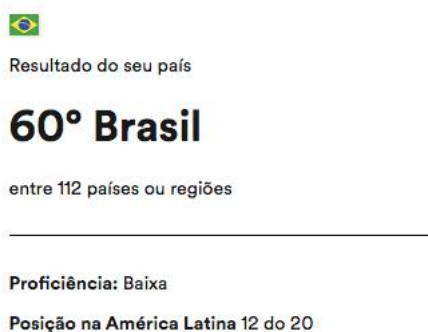 Resultado do seu país
60° Brasil
entre 112 países ou regiões
Proficiência: Baixa
Posição na América Latina 12 do 20